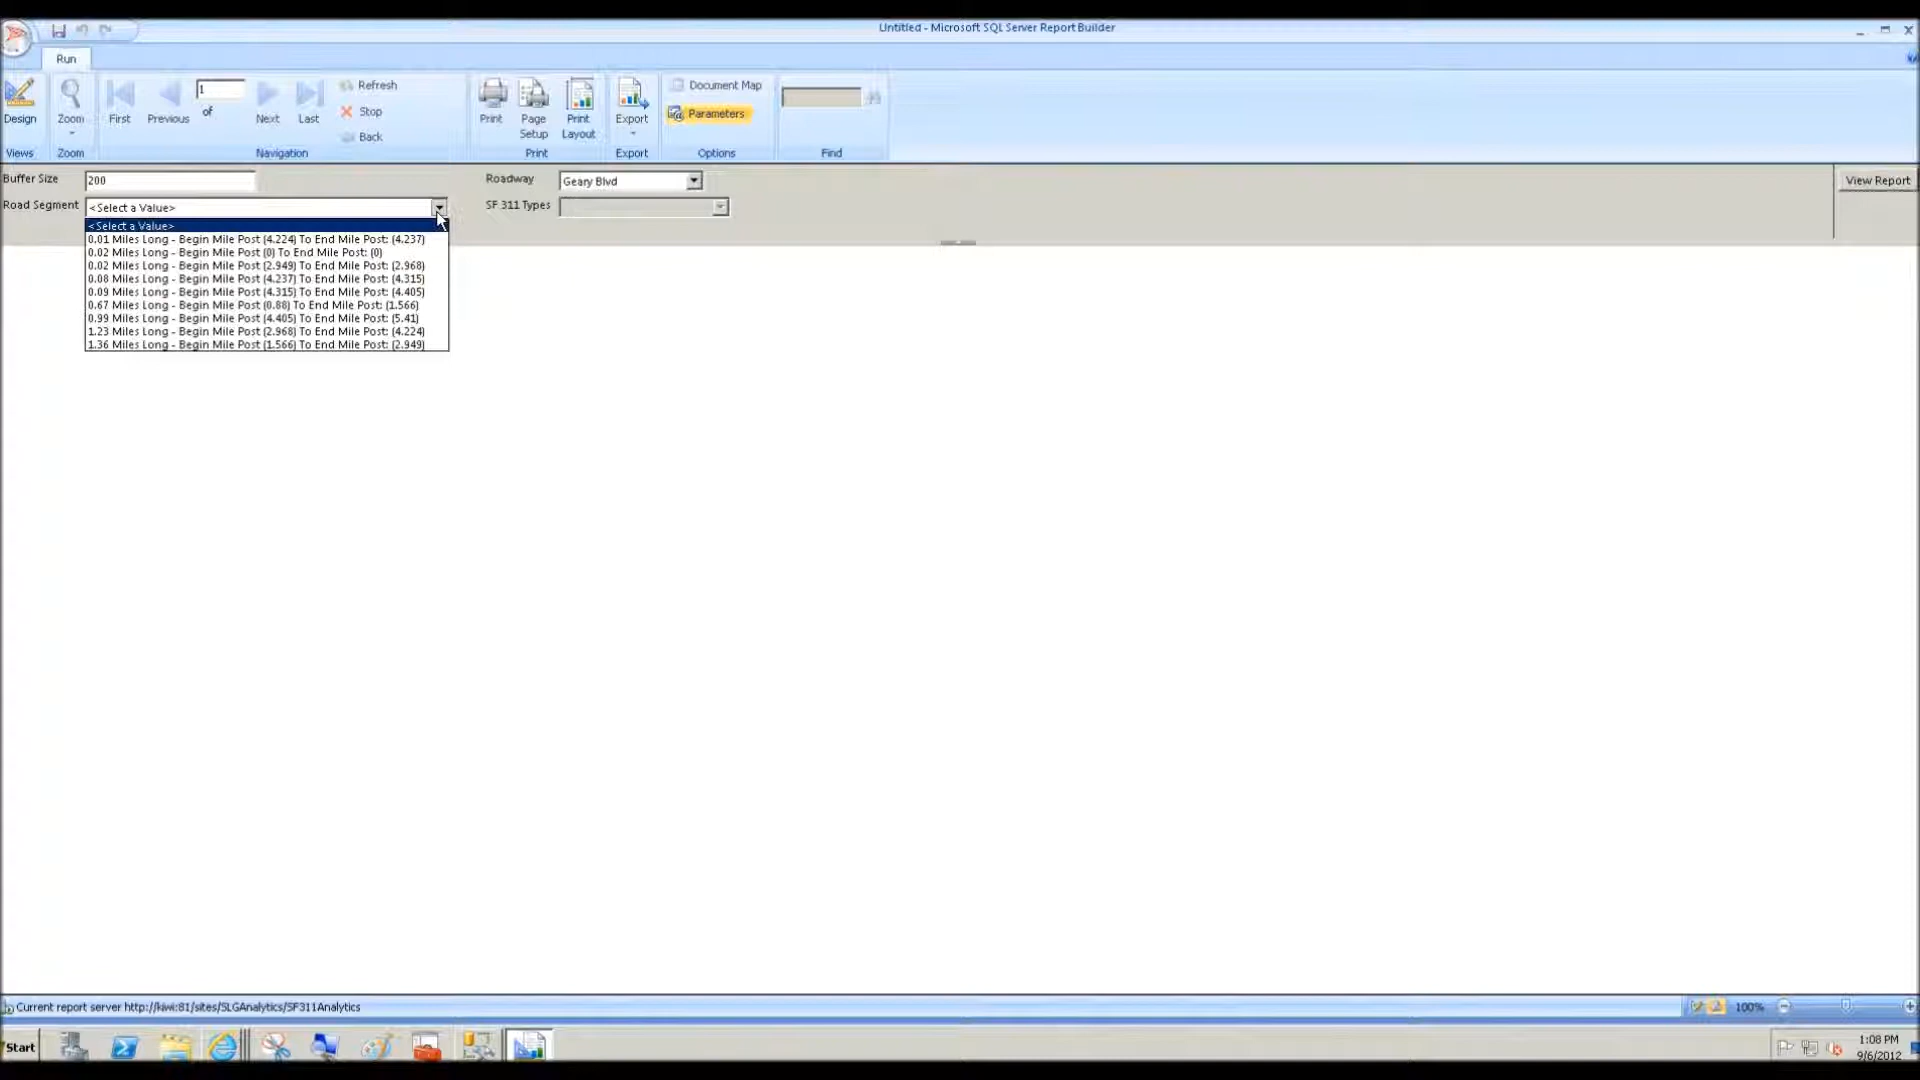 Untitled - Microsoft SQL Server Report Builder
Run
Design
Zoom
First
Previous
1
of
Next
Last
Refresh
Stop
Back
Print
Page Setup
Print Layout
Export
Document Map
Parameters
Views
Zoom
Navigation
Print
Export
Options
Find
Buffer Size
200
Roadway
Geary Blvd
View Report
Road Segment
<Select a Value>
SF 311 Types
<Select a Value>
0.01 Miles Long - Begin Mile Post (4.224) To End Mile Post: (4.237)
0.02 Miles Long - Begin Mile Post (0) To End Mile Post: (0)
0.02 Miles Long - Begin Mile Post (2.949) To End Mile Post: (2.968)
0.08 Miles Long - Begin Mile Post (4.237) To End Mile Post: (4.315)
0.09 Miles Long - Begin Mile Post (4.315) To End Mile Post: (4.405)
0.67 Miles Long - Begin Mile Post (0.88) To End Mile Post: (1.566)
0.99 Miles Long - Begin Mile Post (4.405) To End Mile Post: (5.41)
1.23 Miles Long - Begin Mile Post (2.968) To End Mile Post: (4.224)
1.36 Miles Long - Begin Mile Post (1.566) To End Mile Post: (2.949)
Current report server http://kiwi:81/sites/SLGAnalytics/SF311Analytics
100%
Start
1:08 PM
9/6/2012